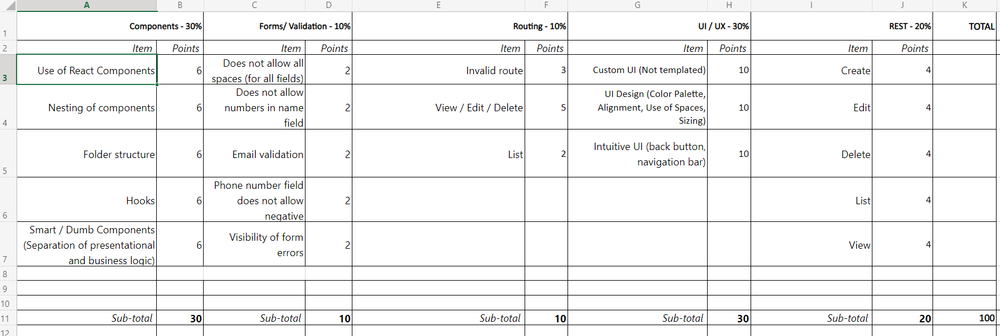 A B C D E F G H I J K
1 Components - 30% Forms/ Validation - 10% Routing - 10% UI / UX - 30% REST - 20% TOTAL
2 Item Points Item Points Item Points Item Points Item Points
3 Use of React Components 6 Does not allow all
spaces (for all fields) 2 Invalid route 3 Custom UI (Not templated) 10 Create 4
4 Nesting of components 6 Does not allow
numbers in name
field 2 View / Edit / Delete 5 UI Design (Color Palette,
Alignment, Use of Spaces,
Sizing) 10 Edit 4
5 Folder structure 6 Email validation 2 List 2 Intuitive UI (back button,
navigation bar) 10 Delete 4
6 Hooks 6 Phone number field
does not allow
negative 2 List 4
7 Smart / Dumb Components
(Separation of presentational
and business logic) 6 Visibility of form
errors 2 View 4
8
9
10
11 Sub-total 30 Sub-total 10 Sub-total 10 Sub-total 30 Sub-total 20 100
12